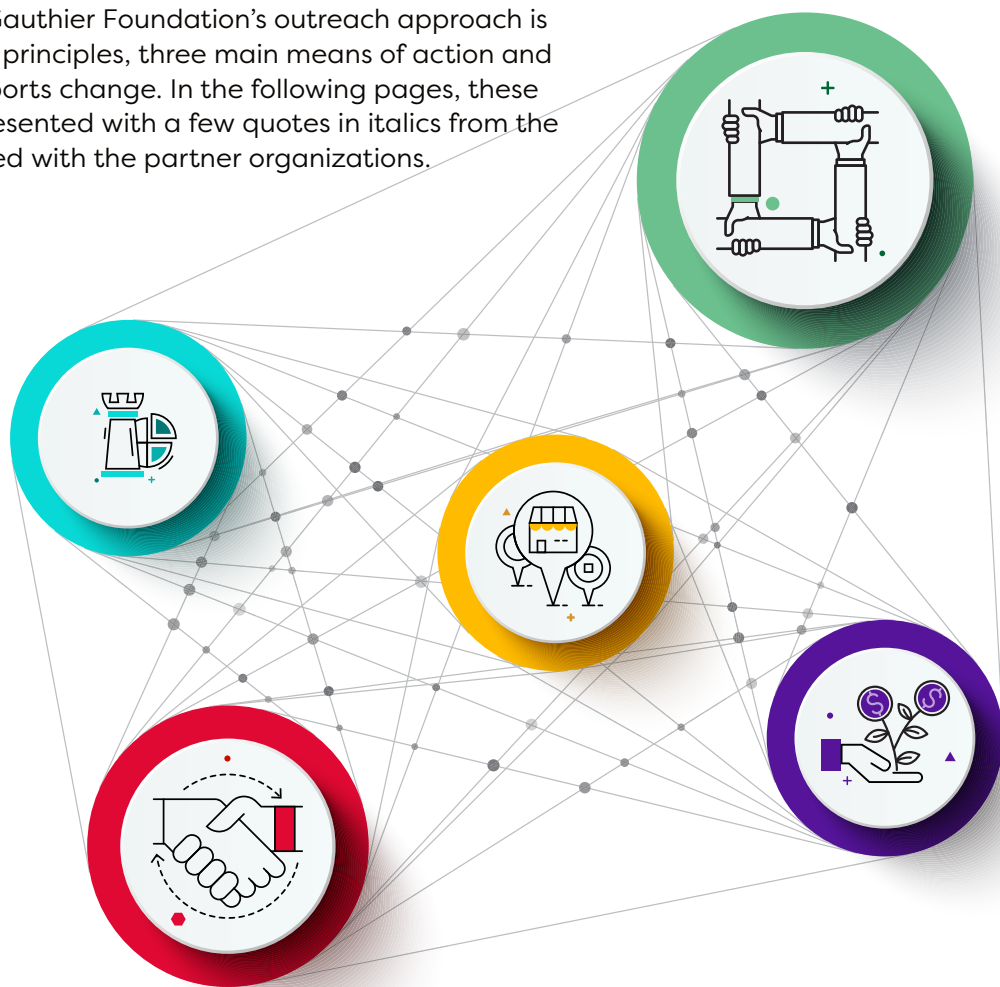 Gauthier Foundation's outreach approach is
principles, three main means of action and
ports change. In the following pages, these
esented with a few quotes in italics from the
ed with the partner organizations.